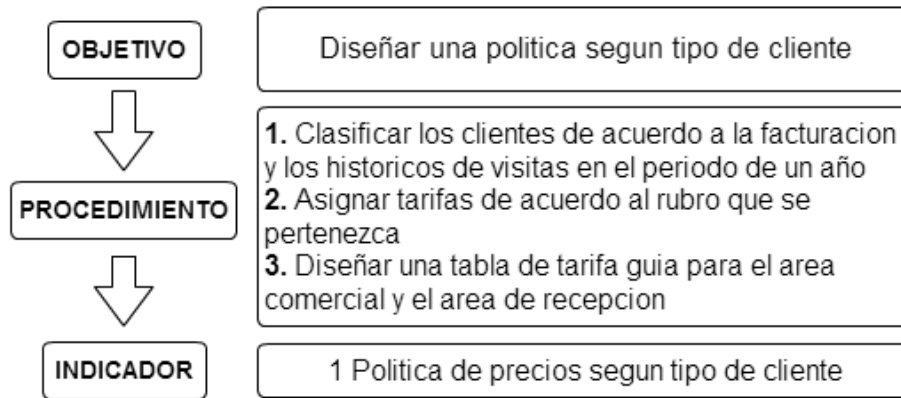 OBJETIVO
Diseñar una politica segun tipo de cliente
PROCEDIMIENTO
1. Clasificar los clientes de acuerdo a la facturacion
y los historicos de visitas en el periodo de un año
2. Asignar tarifas de acuerdo al rubro que se
pertenezca
3. Diseñar una tabla de tarifa guia para el area
comercial y el area de recepcion
INDICADOR
1 Politica de precios segun tipo de cliente